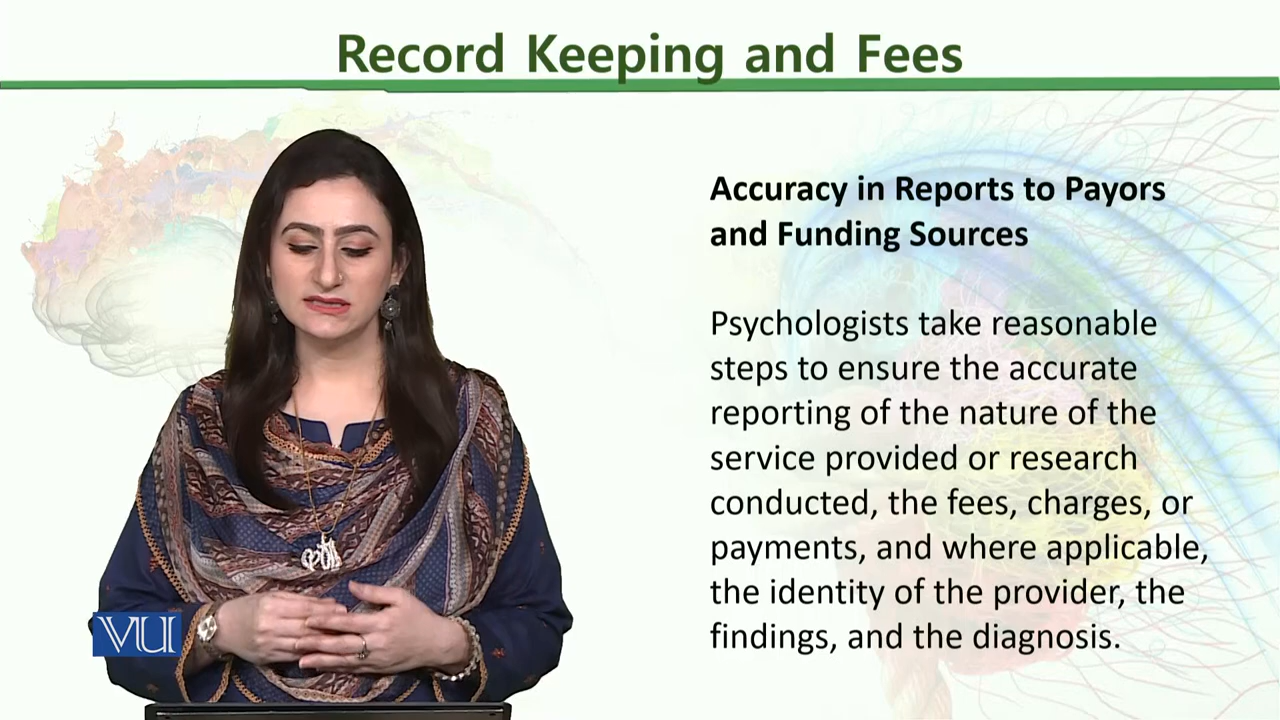 Record Keeping and Fees
Accuracy in Reports to Payors
and Funding Sources
Psychologists take reasonable
steps to ensure the accurate
reporting of the nature of the
service provided or research
conducted, the fees, charges, or
payments, and where applicable,
the identity of the provider, the
findings, and the diagnosis.
VU